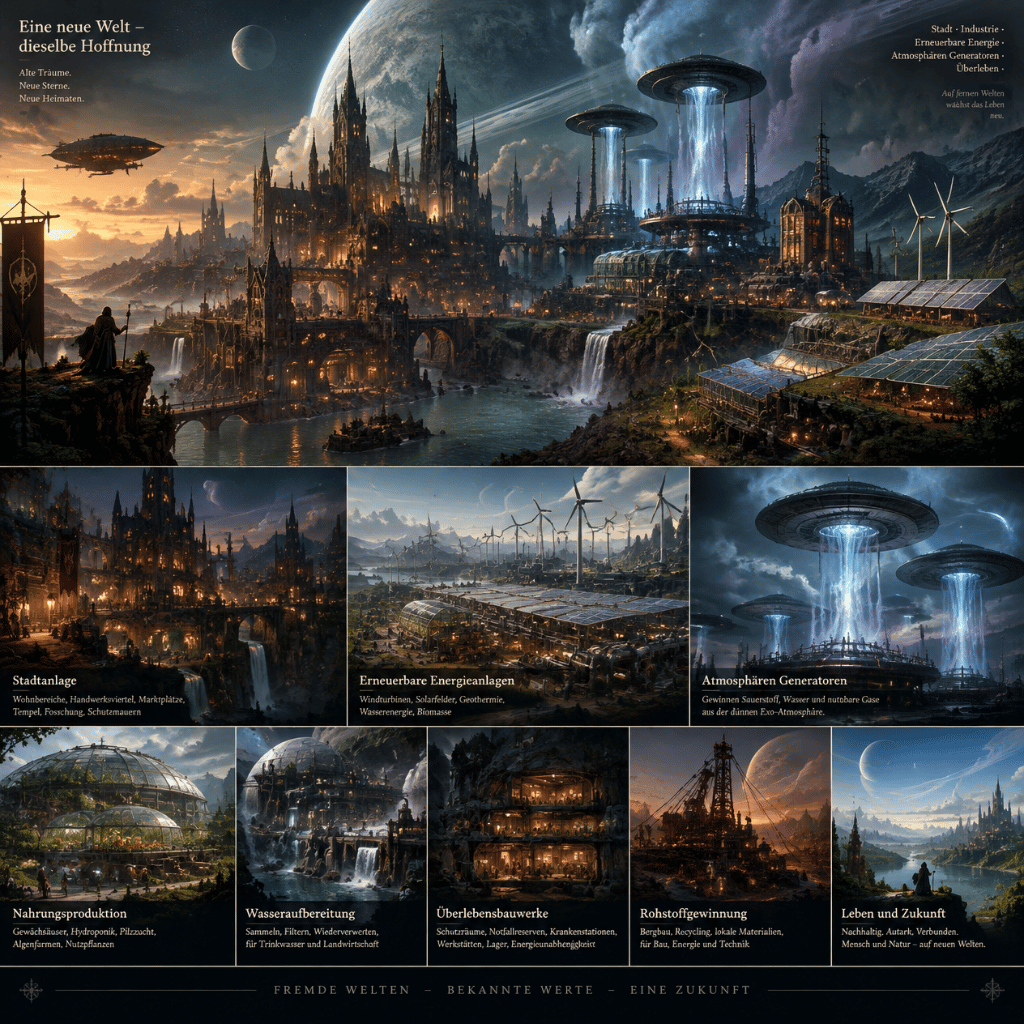 Eine neue Welt –
dieselbe Hoffnung
Alte Träume.
Neue Sterne.
Neue Heimaten.
Stadt · Industrie ·
Erneuerbare Energie ·
Atmosphären Generatoren ·
Überleben ·
Auf fernen Welten
wächst das Leben
neu.
Stadtanlage
Wohnbereiche, Handwerksviertel, Marktplätze,
Tempel, Fosschung, Schutzmauern
Erneuerbare Energieanlagen
Windturbinen, Solarfelder, Geothermie,
Wasserenergie, Biomasse
Atmosphären Generatoren
Gewinnen Sauerstoff, Wasser und nutzbare Gase
aus der dünnen Exo-Atmosphäre.
Nahrungsproduktion
Gewächsäuser, Hydroponik, Pilzzucht,
Algenfarmen, Nutzpflanzen
Wasseraufbereitung
Sammeln, Filtern, Wiederverwerten,
für Trinkwasser und Landwirtschaft
Überlebensbauwerke
Schutzräume, Notfallreserven, Krankenstationen,
Werkstätten, Lager, Energieunabhängigkeit
Rohstoffgewinnung
Bergbau, Recycling, lokale Materialien,
für Bau, Energie und Technik
Leben und Zukunft
Nachhaltig, Autark, Verbunden.
Mensch und Natur – auf neuen Welten.
FREMDE WELTEN – BEKANNTE WERTE – EINE ZUKUNFT